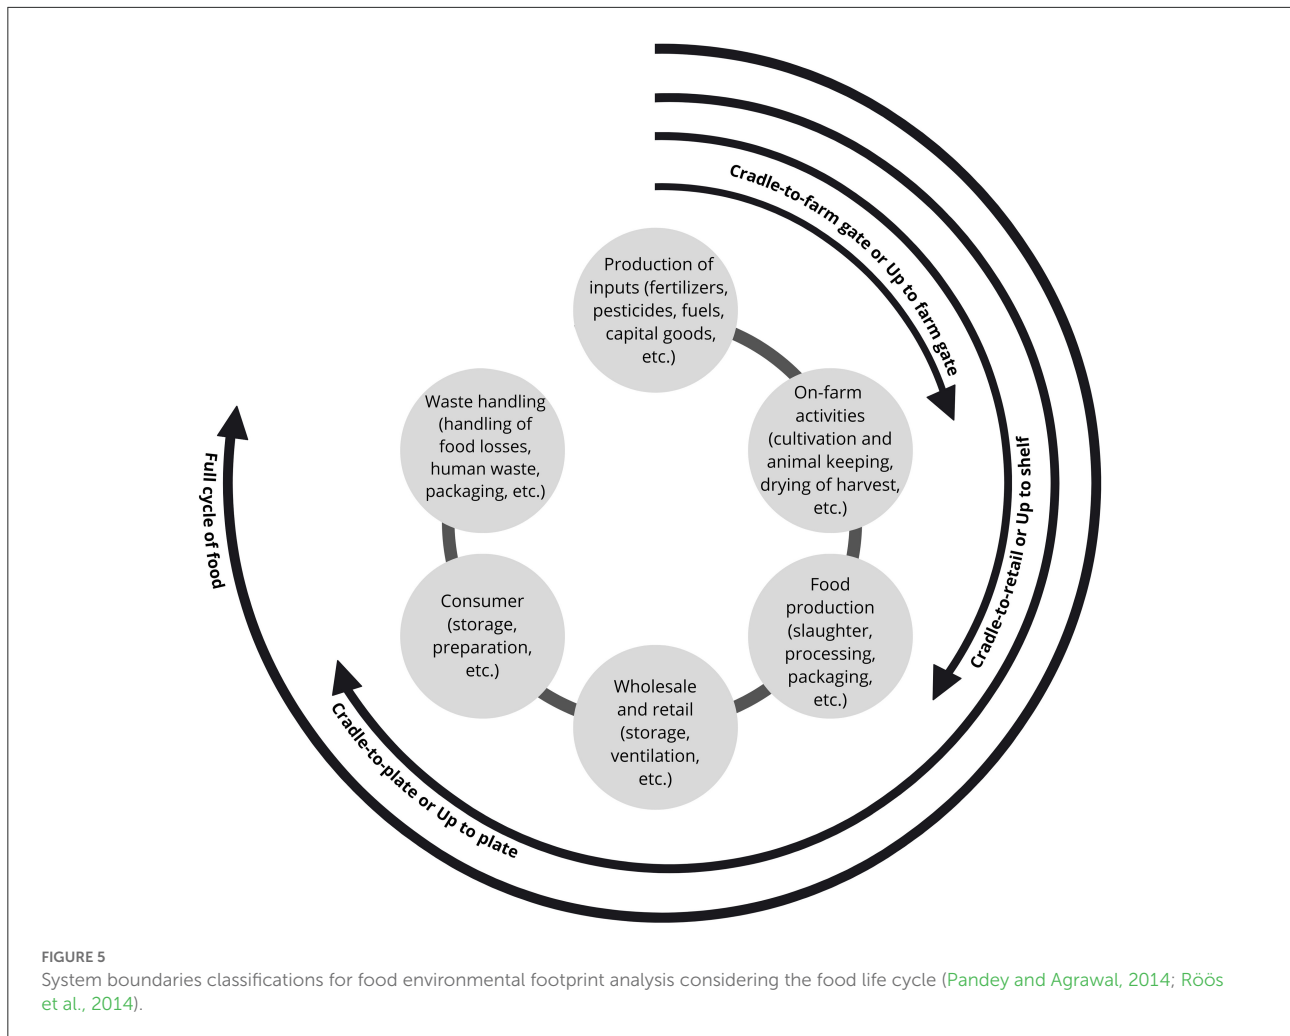 Cradle-to-farm gate or Up to farm gate
Cradle-to-retail or Up to shelf
Cradle-to-plate or Up to plate
Full cycle of food
Production of
inputs (fertilizers,
pesticides, fuels,
capital goods,
etc.)
On-farm
activities
(cultivation and
animal keeping,
drying of harvest,
etc.)
Food
production
(slaughter,
processing,
packaging,
etc.)
Wholesale
and retail
(storage,
ventilation,
etc.)
Consumer
(storage,
preparation,
etc.)
Waste handling
(handling of
food losses,
human waste,
packaging, etc.)
FIGURE 5
System boundaries classifications for food environmental footprint analysis considering the food life cycle (Pandey and Agrawal, 2014; Röös
et al., 2014).